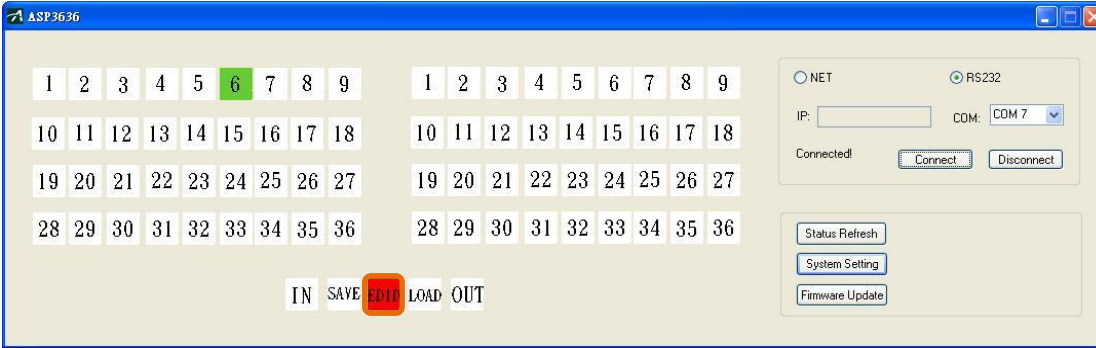 ASP3636
1 2 3 4 5 6 7 8 9 1 2 3 4 5 6 7 8 9
NET RS232
10 11 12 13 14 15 16 17 18 10 11 12 13 14 15 16 17 18
IP: COM: COM 7
Connected! Connect Disconnect
19 20 21 22 23 24 25 26 27 19 20 21 22 23 24 25 26 27
28 29 30 31 32 33 34 35 36 28 29 30 31 32 33 34 35 36
Status Refresh
System Setting
Firmware Update
IN SAVE EDID LOAD OUT